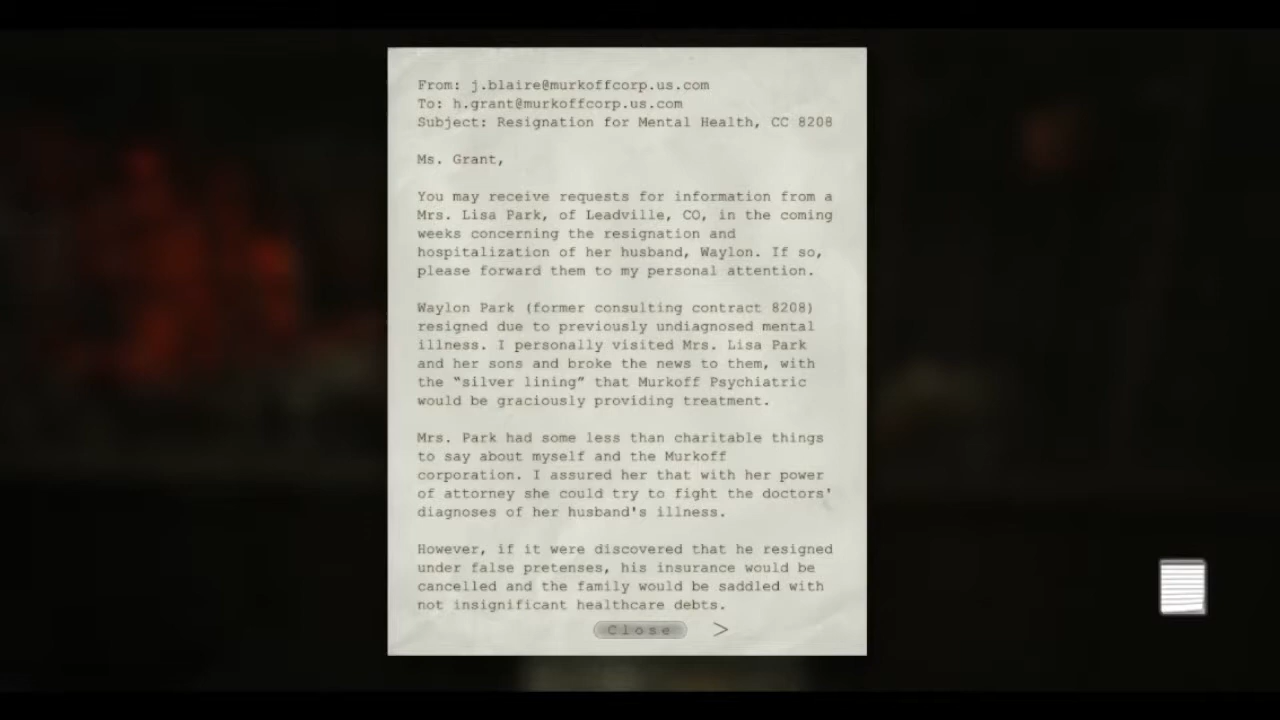 From: j.blaire@murkoffcorp.us.com
To: h.grant@murkoffcorp.us.com
Subject: Resignation for Mental Health, CC 8208
Ms. Grant,
You may receive requests for information from a
Mrs. Lisa Park, of Leadville, CO, in the coming
weeks concerning the resignation and
hospitalization of her husband, Waylon. If so,
please forward them to my personal attention.
Waylon Park (former consulting contract 8208)
resigned due to previously undiagnosed mental
illness. I personally visited Mrs. Lisa Park
and her sons and broke the news to them, with
the “silver lining” that Murkoff Psychiatric
would be graciously providing treatment.
Mrs. Park had some less than charitable things
to say about myself and the Murkoff
corporation. I assured her that with her power
of attorney she could try to fight the doctors'
diagnoses of her husband's illness.
However, if it were discovered that he resigned
under false pretenses, his insurance would be
cancelled and the family would be saddled with
not insignificant healthcare debts.
Close >